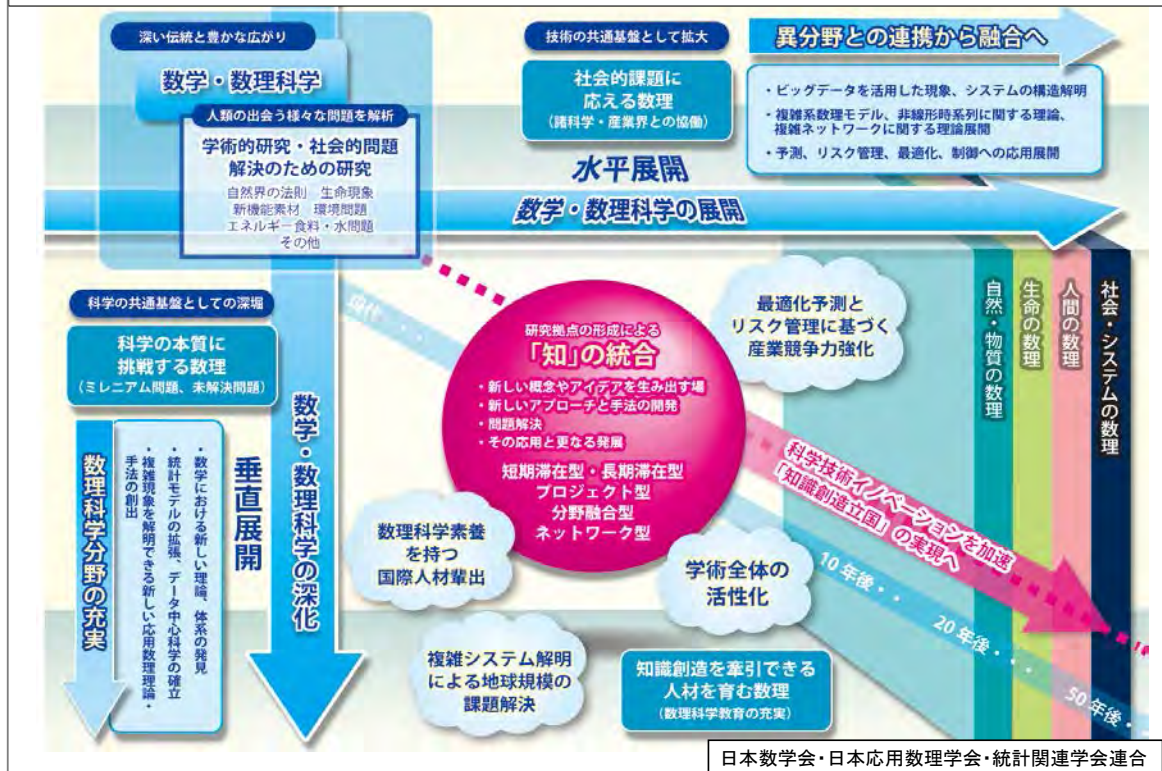 深い伝統と豊かな広がり
数学・数理科学
人類の出会う様々な問題を解析
学術的研究・社会的問題
解決のための研究
自然界の法則 生命現象
新機能素材 環境問題
エネルギー食料・水問題
その他
技術の共通基盤として拡大
社会的課題に
応える数理
(諸科学・産業界との協働)
異分野との連携から融合へ
・ビッグデータを活用した現象、システムの構造解明
・複雑系数理モデル、非線形時系列に関する理論、
複雑ネットワークに関する理論展開
・予測、リスク管理、最適化、制御への応用展開
水平展開
数学・数理科学の展開
科学の共通基盤としての深堀
科学の本質に
挑戦する数理
(ミレニアム問題、未解決問題)
数理科学分野の充実
・数学における新しい理論、体系の発見
・統計モデルの拡張、データ中心科学の確立
・複雑現象を解明できる新しい応用数理理論・
手法の創出
垂直展開
数学・数理科学の深化
現代・・・
研究拠点の形成による
「知」の統合
・新しい概念やアイデアを生み出す場
・新しいアプローチと手法の開発
・問題解決
・その応用と更なる発展
短期滞在型・長期滞在型
プロジェクト型
分野融合型
ネットワーク型
最適化予測と
リスク管理に基づく
産業競争力強化
自然・物質の数理
生命の数理
人間の数理
社会・システムの数理
科学技術イノベーションを加速
「知識創造立国」の実現へ
数理科学素養
を持つ
国際人材輩出
学術全体の
活性化
10年後・・・
20年後・・・
50年後・・
複雑システム解明
による地球規模の
課題解決
知識創造を牽引できる
人材を育む数理
(数理科学教育の充実)
日本数学会・日本応用数理学会・統計関連学会連合